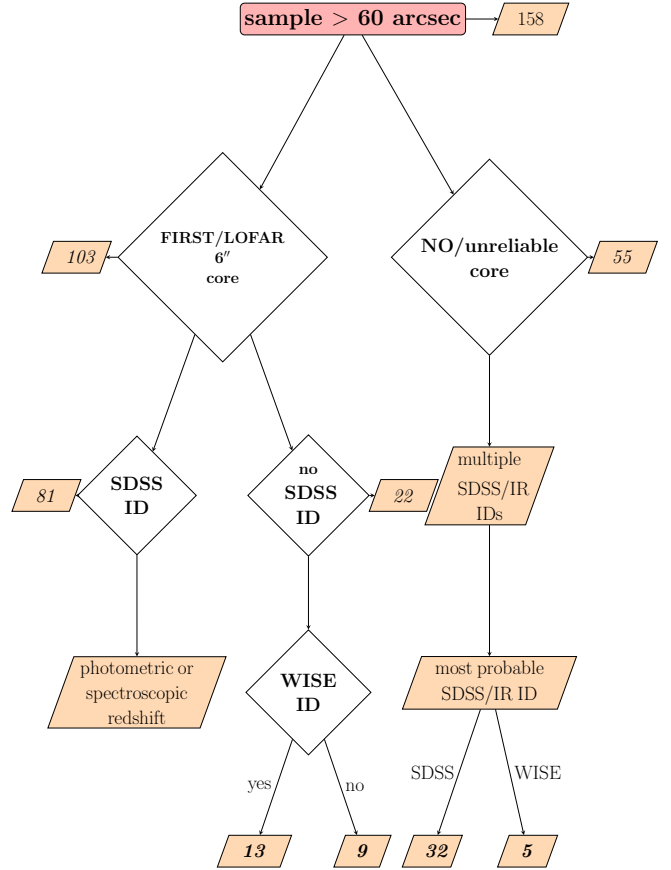 sample > 60 arcsec
158
FIRST/LOFAR
6″
core
103
NO/unreliable
core
55
SDSS
ID
81
no
SDSS
ID
22
multiple
SDSS/IR
IDs
photometric or
spectroscopic
redshift
WISE
ID
most probable
SDSS/IR ID
yes
no
SDSS
WISE
13
9
32
5